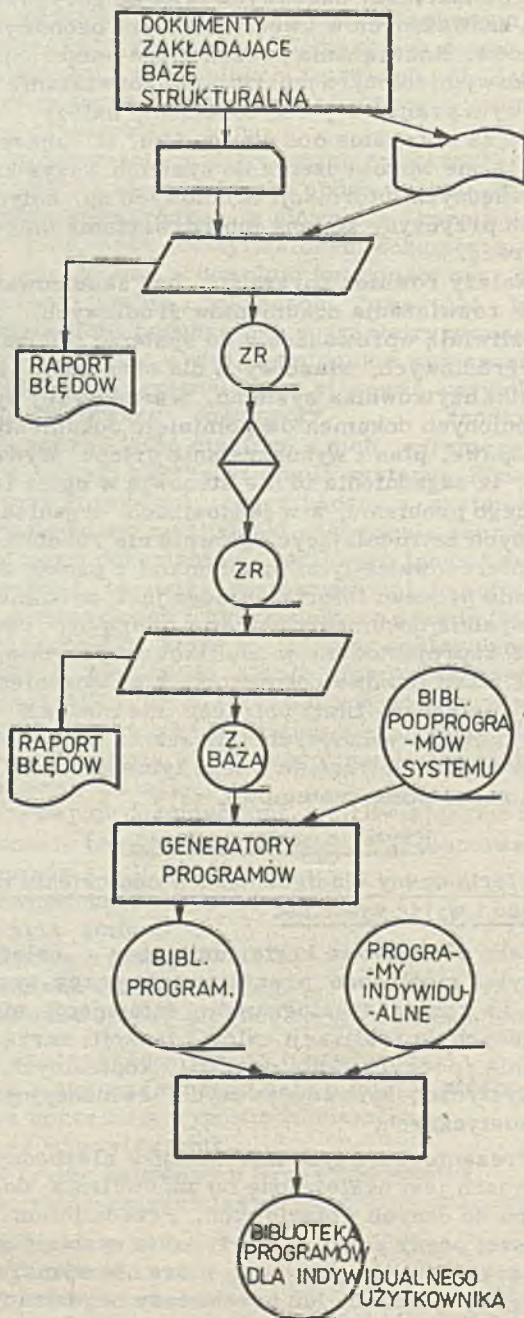 DOKUMENTY
ZAKŁADAJĄCE
BAZĘ
STRUKTURALNĄ
RAPORT
BŁĘDÓW
ZR
ZR
RAPORT
BŁĘDÓW
Z.
BAZA
BIBL.
PODPROGRA
-MÓW
SYSTEMU
GENERATORY
PROGRAMÓW
BIBL.
PROGRAM.
PROGRA-
-MY
INDYWIDU-
-ALNE
BIBLIOTEKA
PROGRAMÓW
DLA INDYWIDUALNEGO
UŻYTKOWNIKA